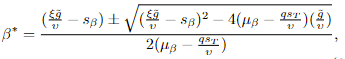 β* = ((ξg̃/υ − s_β) ± √((ξg̃/υ − s_β)² − 4(μ_β − qs_T/υ)(g̃/υ))) / (2(μ_β − qs_T/υ)),